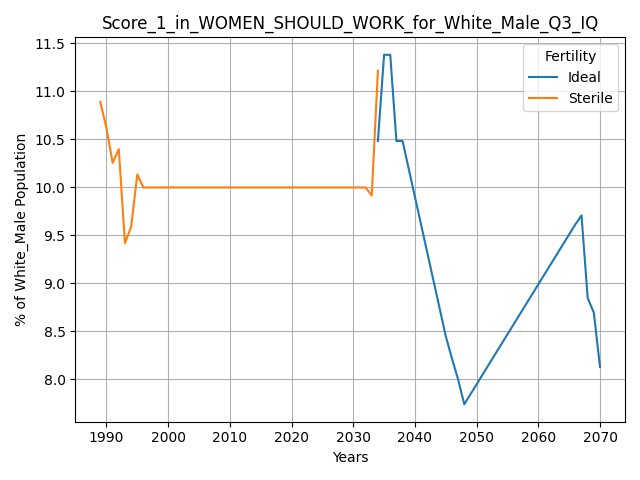 Score_1_in_WOMEN_SHOULD_WORK_for_White_Male_Q3_IQ
Fertility
Ideal
Sterile
% of White_Male Population
11.5
11.0
10.5
10.0
9.5
9.0
8.5
8.0
1990 2000 2010 2020 2030 2040 2050 2060 2070
Years